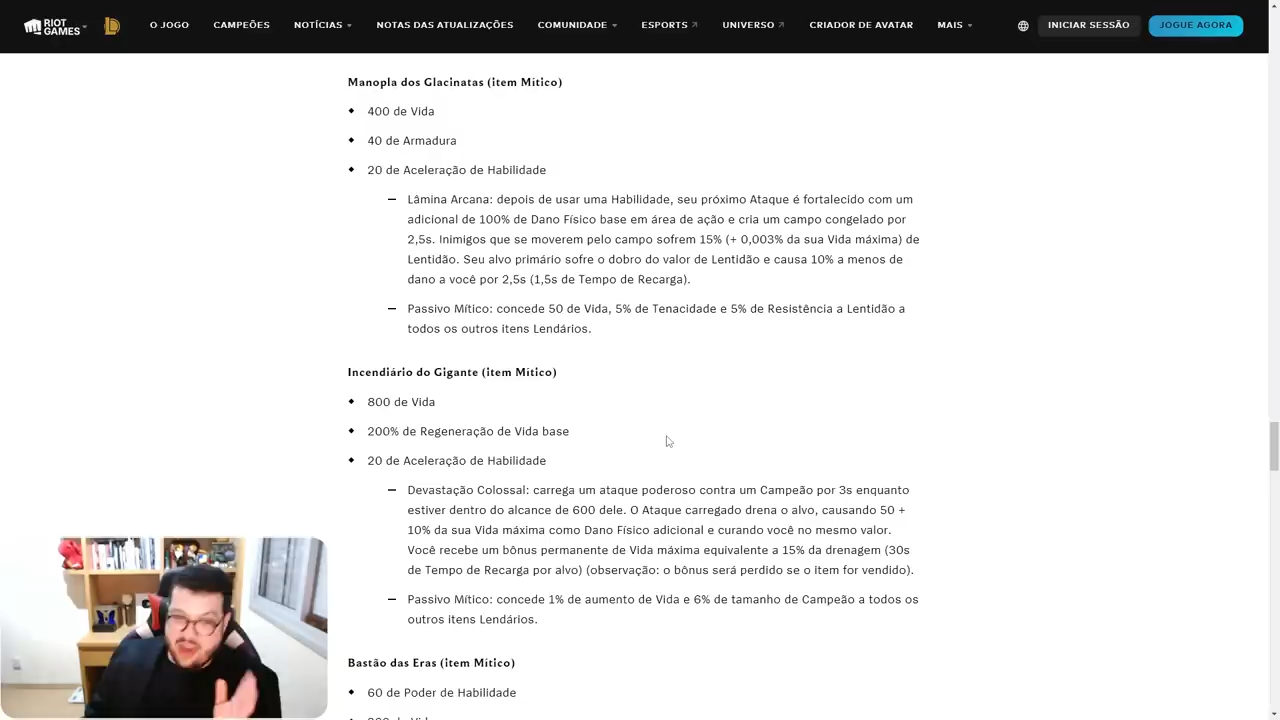 RIOT GAMES
O JOGO
CAMPEÕES
NOTÍCIAS
NOTAS DAS ATUALIZAÇÕES
COMUNIDADE
ESPORTS
UNIVERSO
CRIADOR DE AVATAR
MAIS
INICIAR SESSÃO
JOGUE AGORA
Manopla dos Glacinatas (item Mítico)
400 de Vida
40 de Armadura
20 de Aceleração de Habilidade
Lâmina Arcana: depois de usar uma Habilidade, seu próximo Ataque é fortalecido com um
adicional de 100% de Dano Físico base em área de ação e cria um campo congelado por
2,5s. Inimigos que se moverem pelo campo sofrem 15% (+ 0,003% da sua Vida máxima) de
Lentidão. Seu alvo primário sofre o dobro do valor de Lentidão e causa 10% a menos de
dano a você por 2,5s (1,5s de Tempo de Recarga).
Passivo Mítico: concede 50 de Vida, 5% de Tenacidade e 5% de Resistência a Lentidão a
todos os outros itens Lendários.
Incendiário do Gigante (item Mítico)
800 de Vida
200% de Regeneração de Vida base
20 de Aceleração de Habilidade
Devastação Colossal: carrega um ataque poderoso contra um Campeão por 3s enquanto
estiver dentro do alcance de 600 dele. O Ataque carregado drena o alvo, causando 50 +
10% da sua Vida máxima como Dano Físico adicional e curando você no mesmo valor.
Você recebe um bônus permanente de Vida máxima equivalente a 15% da drenagem (30s
de Tempo de Recarga por alvo) (observação: o bônus será perdido se o item for vendido).
Passivo Mítico: concede 1% de aumento de Vida e 6% de tamanho de Campeão a todos os
outros itens Lendários.
Bastão das Eras (item Mítico)
60 de Poder de Habilidade